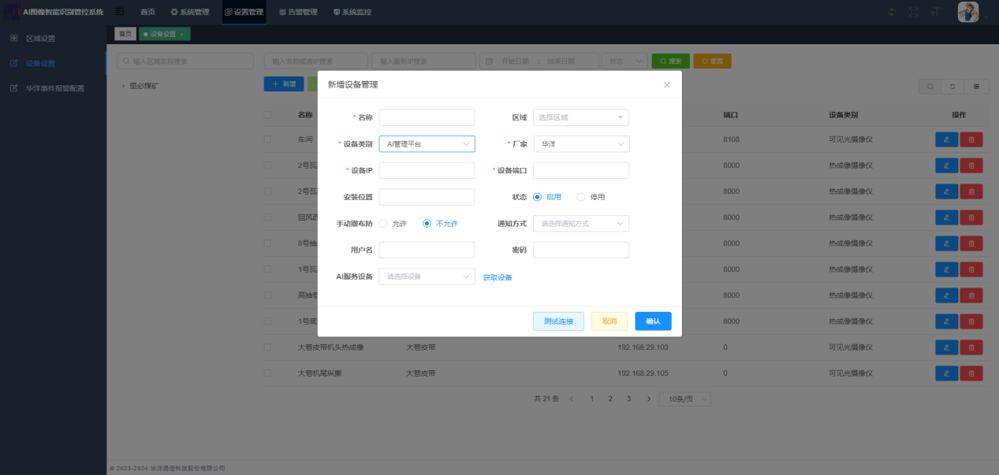 AI图像智能识别管控系统
首页 系统管理 设置管理 告警管理 系统监控
区域设置
设备设置
华洋事件报警配置
首页 设备设置 ×
输入区域名称搜索 输入名称或者IP搜索 输入服务IP搜索 开始日期 : 结束日期 状态 搜索 重置
里必煤矿
+ 新增
新增设备管理
* 名称
区域 选择区域
* 设备类别 AI管理平台
* 厂家 华洋
* 设备IP
* 设备端口
安装位置
状态 启用 停用
手动撤布防 允许 不允许
通知方式 请选择通知方式
用户名
密码
AI服务设备 请选择设备 获取设备
测试连接 取消 确认
名称 端口 设备类别 操作
车间 8108 可见光摄像仪
2号瓦 8000 热成像摄像仪
2号瓦 8000 热成像摄像仪
回风西 8000 热成像摄像仪
8号抽 8000 热成像摄像仪
1号瓦 8000 热成像摄像仪
高抽巷 8000 热成像摄像仪
1号底 8000 热成像摄像仪
大巷皮带机头热成像 大巷皮带 192.168.29.103 0 可见光摄像仪
大巷机尾纵撕 大巷皮带 192.168.29.105 0 可见光摄像仪
共 21 条 < 1 2 3 > 10条/页
© 2023-2024 华洋通信科技股份有限公司